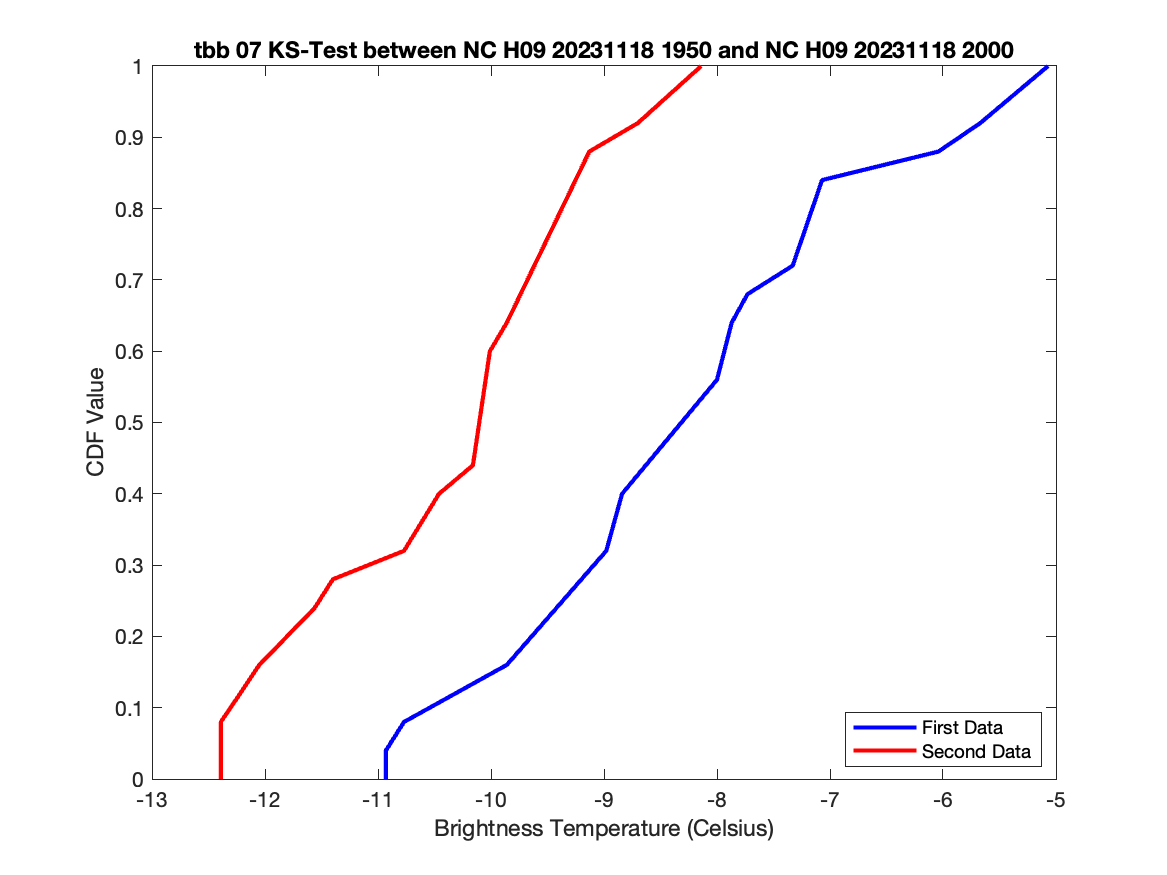 tbb 07 KS-Test between NC H09 20231118 1950 and NC H09 20231118 2000
1
0.9
0.8
0.7
0.6
0.5
0.4
0.3
0.2
0.1
0
CDF Value
First Data
Second Data
-13 -12 -11 -10 -9 -8 -7 -6 -5
Brightness Temperature (Celsius)